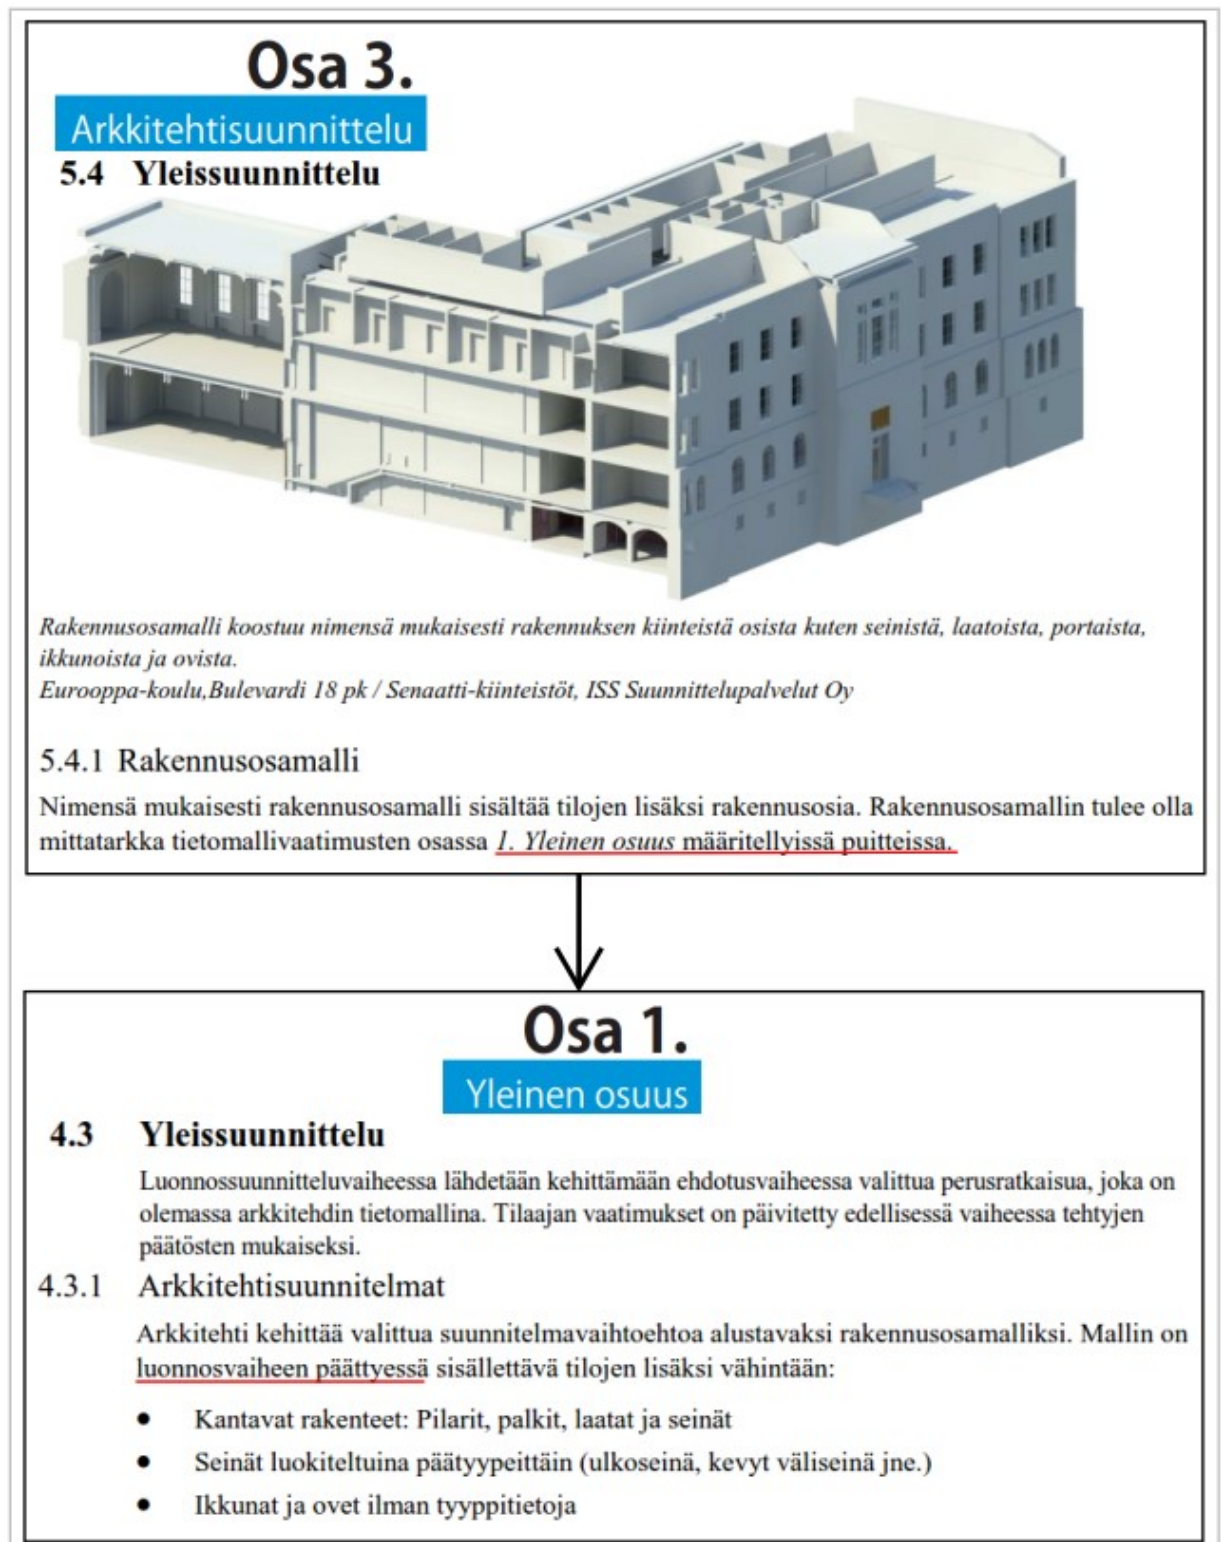 Osa 3.
Arkkitehtisuunnittelu
5.4 Yleissuunnittelu
Rakennusosamalli koostuu nimensä mukaisesti rakennuksen kiinteistä osista kuten seinistä, laatoista, portaista,
ikkunoista ja ovista.
Eurooppa-koulu,Bulevardi 18 pk / Senaatti-kiinteistöt, ISS Suunnittelupalvelut Oy
5.4.1 Rakennusosamalli
Nimensä mukaisesti rakennusosamalli sisältää tilojen lisäksi rakennusosia. Rakennusosamallin tulee olla
mittatarkka tietomallivaatimusten osassa 1. Yleinen osuus määritellyissä puitteissa.
Osa 1.
Yleinen osuus
4.3 Yleissuunnittelu
Luonnossuunnitteluvaiheessa lähdetään kehittämään ehdotusvaiheessa valittua perusratkaisua, joka on
olemassa arkkitehdin tietomallina. Tilaajan vaatimukset on päivitetty edellisessä vaiheessa tehtyjen
päätösten mukaiseksi.
4.3.1 Arkkitehtisuunnitelmat
Arkkitehti kehittää valittua suunnitelmavaihtoehtoa alustavaksi rakennusosamalliksi. Mallin on
luonnosvaiheen päättyessä sisällettävä tilojen lisäksi vähintään:
● Kantavat rakenteet: Pilarit, palkit, laatat ja seinät
● Seinät luokiteltuina päätyypeittäin (ulkoseinä, kevyt väliseinä jne.)
● Ikkunat ja ovet ilman tyyppitietoja